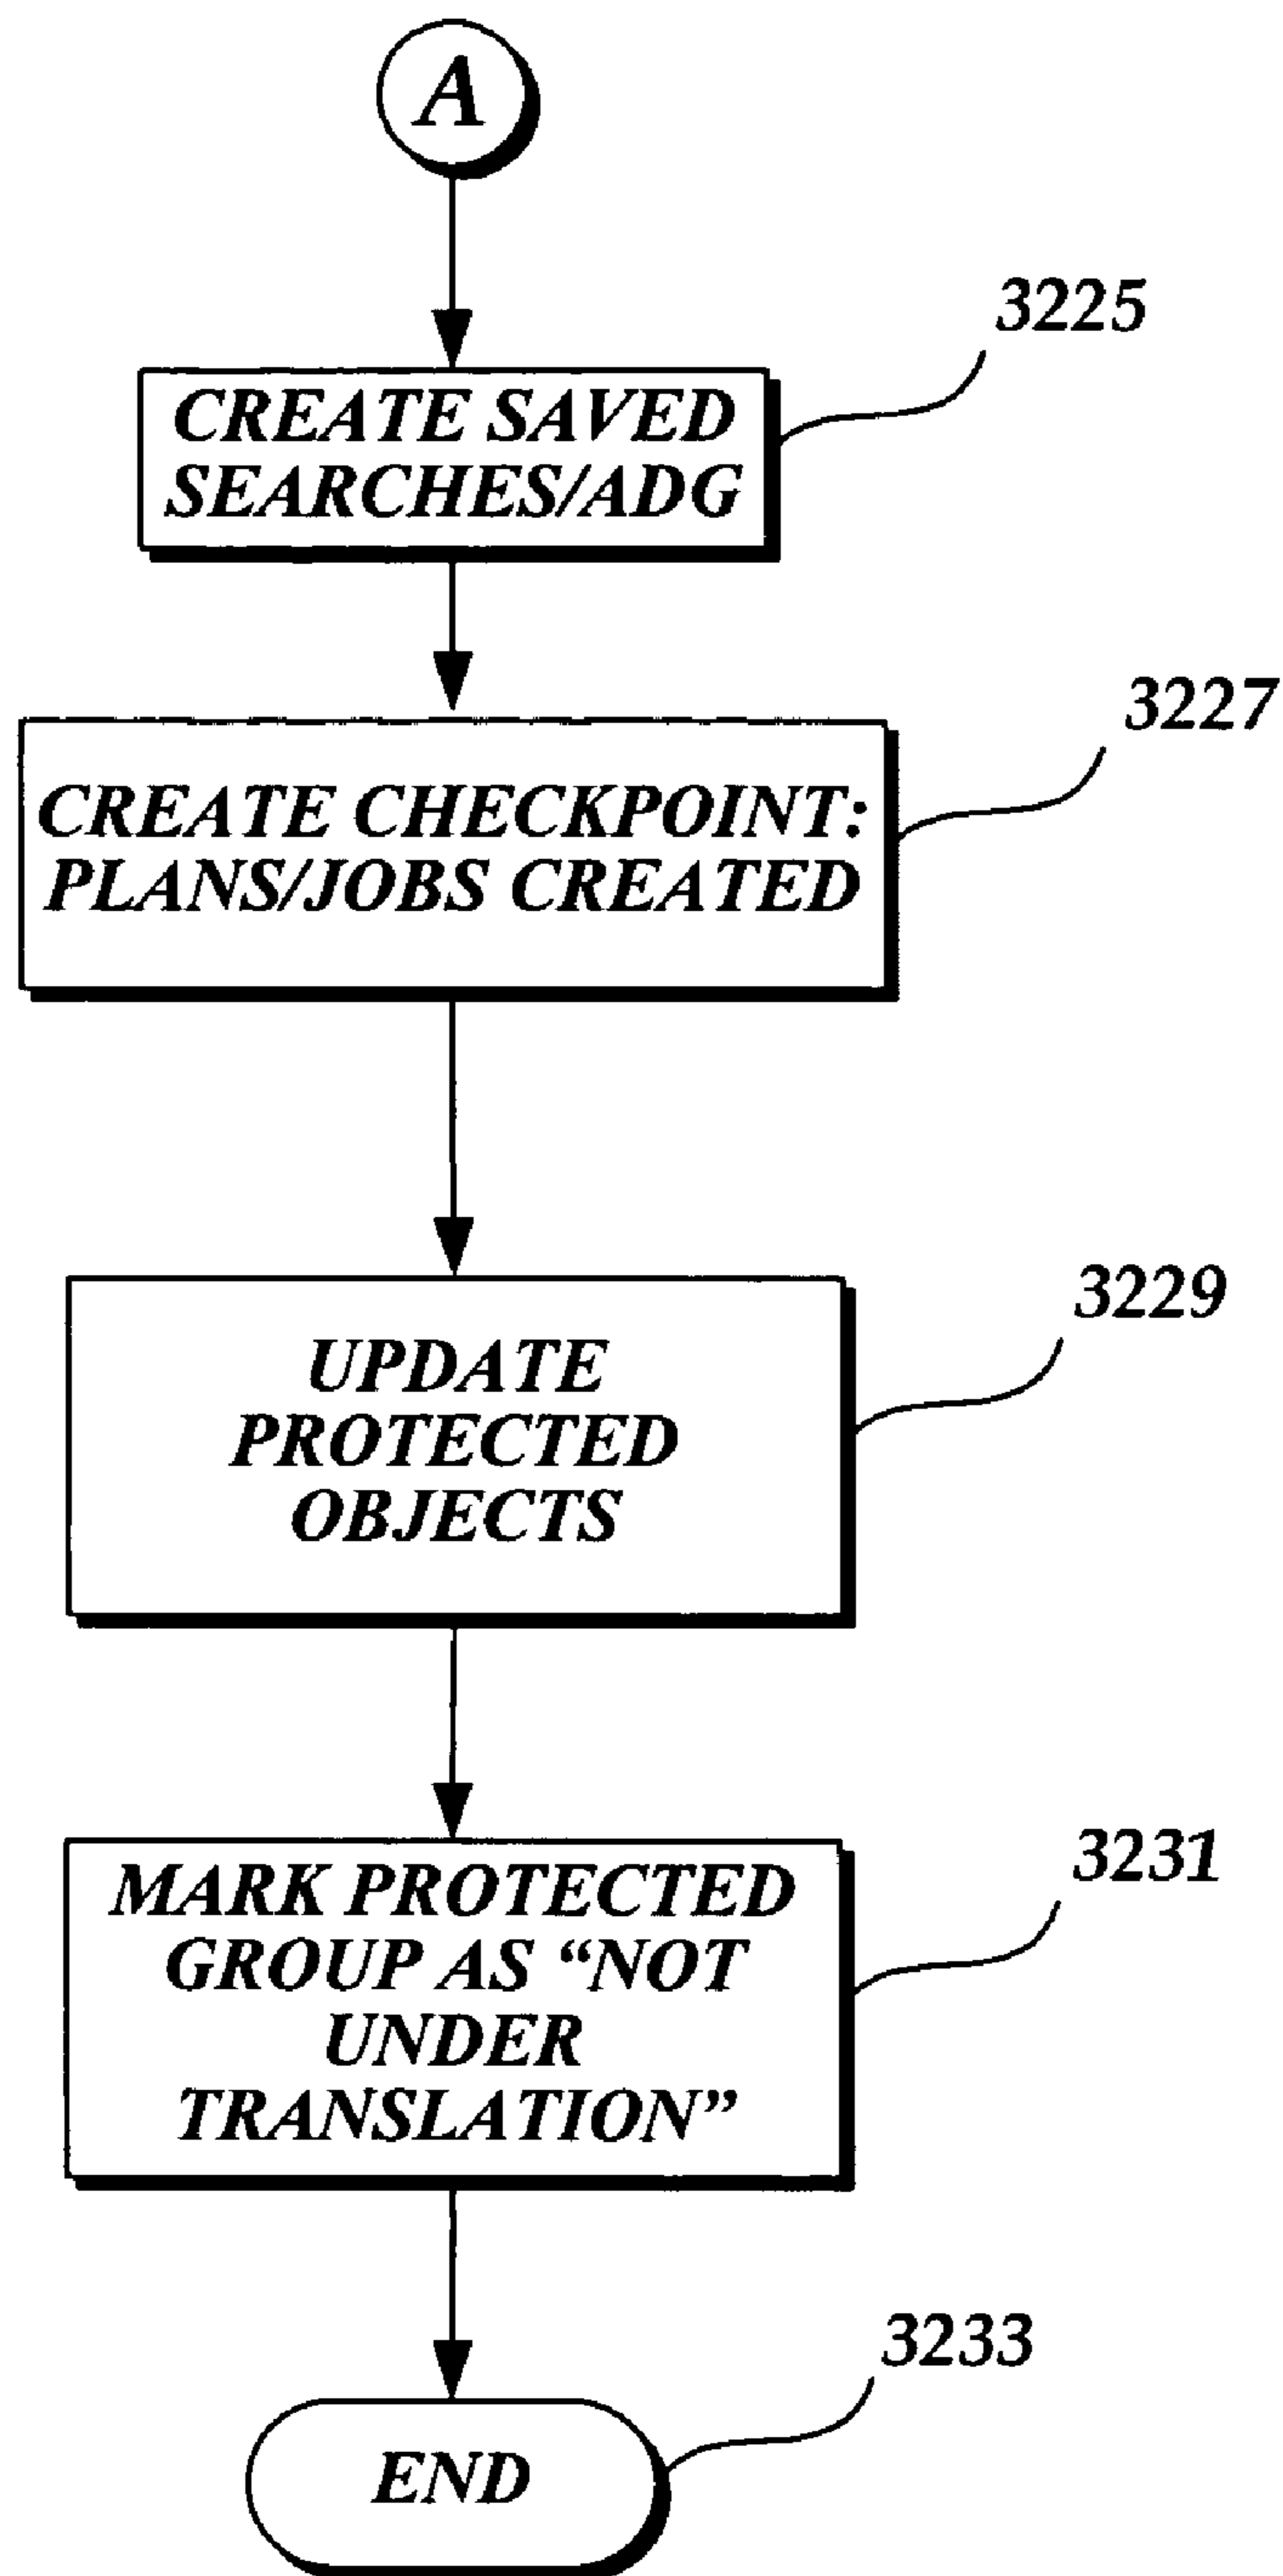 A
3225
CREATE SAVED
SEARCHES/ADG
3227
CREATE CHECKPOINT:
PLANS/JOBS CREATED
3229
UPDATE
PROTECTED
OBJECTS
3231
MARK PROTECTED
GROUP AS “NOT
UNDER
TRANSLATION”
3233
END